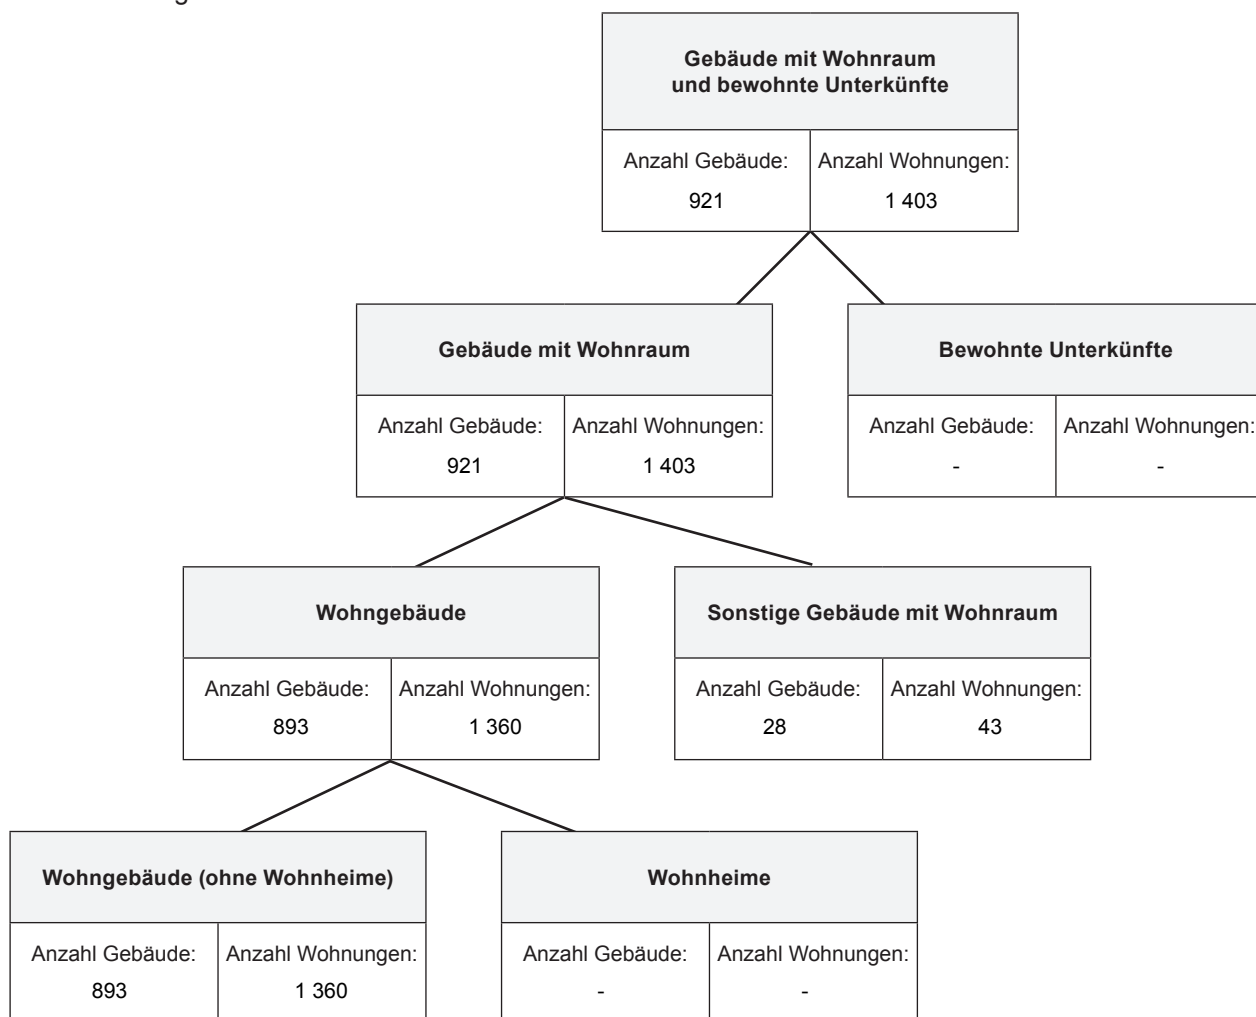 Gebäude mit Wohnraum
und bewohnte Unterkünfte
Anzahl Gebäude: Anzahl Wohnungen:
921 1 403
Gebäude mit Wohnraum
Bewohnte Unterkünfte
Anzahl Gebäude: Anzahl Wohnungen:
921 1 403
Anzahl Gebäude: Anzahl Wohnungen:
- -
Wohngebäude
Sonstige Gebäude mit Wohnraum
Anzahl Gebäude: Anzahl Wohnungen:
893 1 360
Anzahl Gebäude: Anzahl Wohnungen:
28 43
Wohngebäude (ohne Wohnheime)
Wohnheime
Anzahl Gebäude: Anzahl Wohnungen:
893 1 360
Anzahl Gebäude: Anzahl Wohnungen:
- -